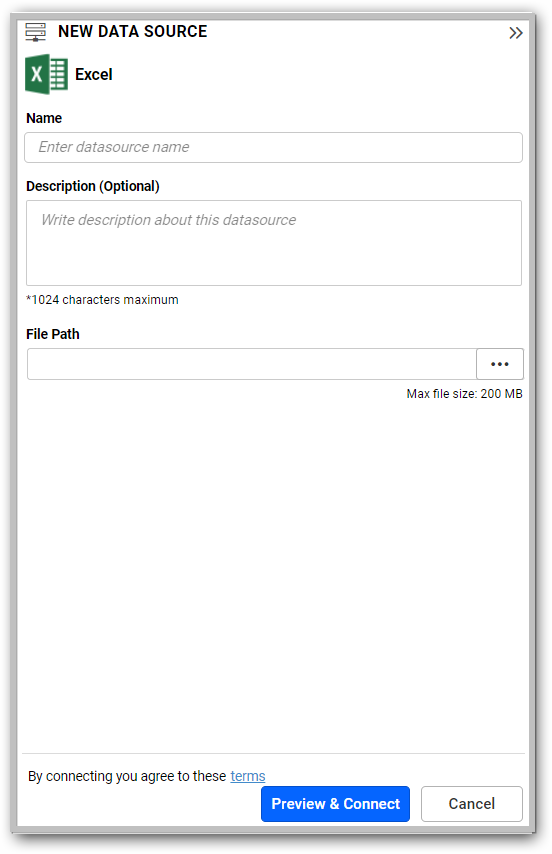 NEW DATA SOURCE
X
Excel
Name
Enter datasource name
Description (Optional)
Write description about this datasource
*1024 characters maximum
File Path
Max file size: 200 MB
By connecting you agree to these terms
Preview & Connect Cancel